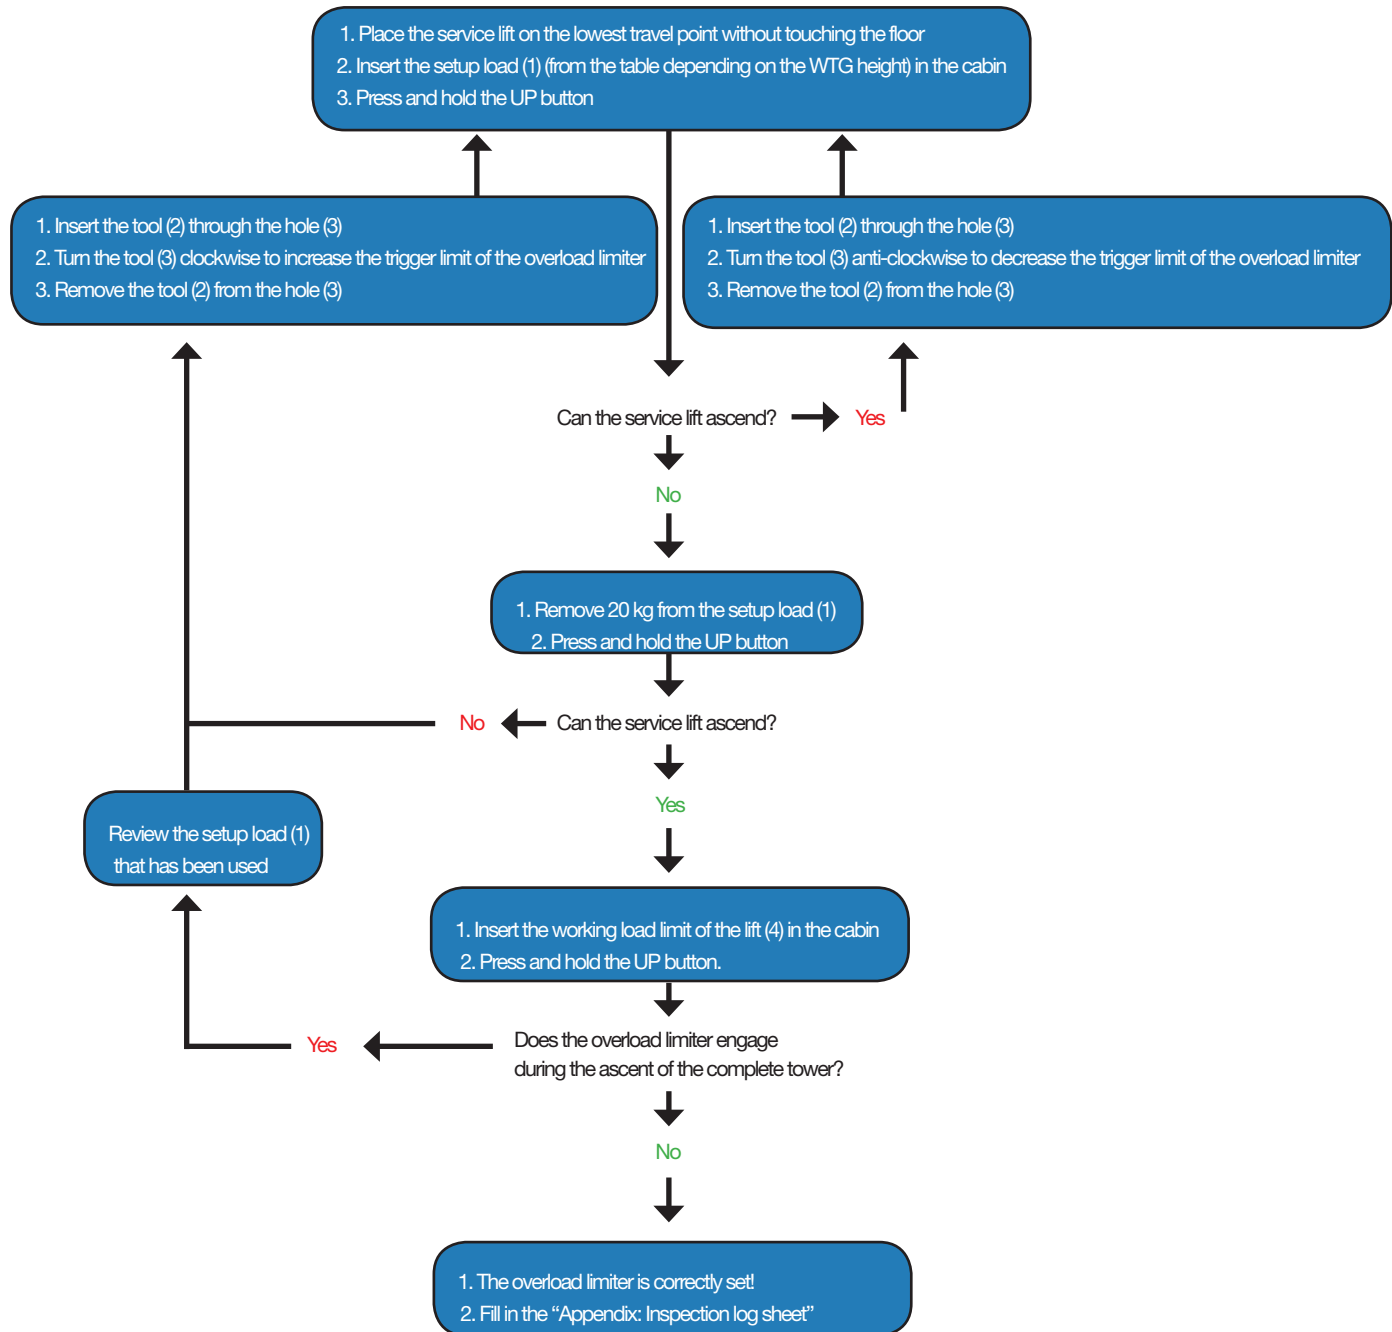 1. Place the service lift on the lowest travel point without touching the floor
2. Insert the setup load (1) (from the table depending on the WTG height) in the cabin
3. Press and hold the UP button
1. Insert the tool (2) through the hole (3)
2. Turn the tool (3) clockwise to increase the trigger limit of the overload limiter
3. Remove the tool (2) from the hole (3)
1. Insert the tool (2) through the hole (3)
2. Turn the tool (3) anti-clockwise to decrease the trigger limit of the overload limiter
3. Remove the tool (2) from the hole (3)
Can the service lift ascend?
Yes
No
1. Remove 20 kg from the setup load (1)
2. Press and hold the UP button
No
Can the service lift ascend?
Yes
Review the setup load (1)
that has been used
1. Insert the working load limit of the lift (4) in the cabin
2. Press and hold the UP button.
Yes
Does the overload limiter engage
during the ascent of the complete tower?
No
1. The overload limiter is correctly set!
2. Fill in the “Appendix: Inspection log sheet”